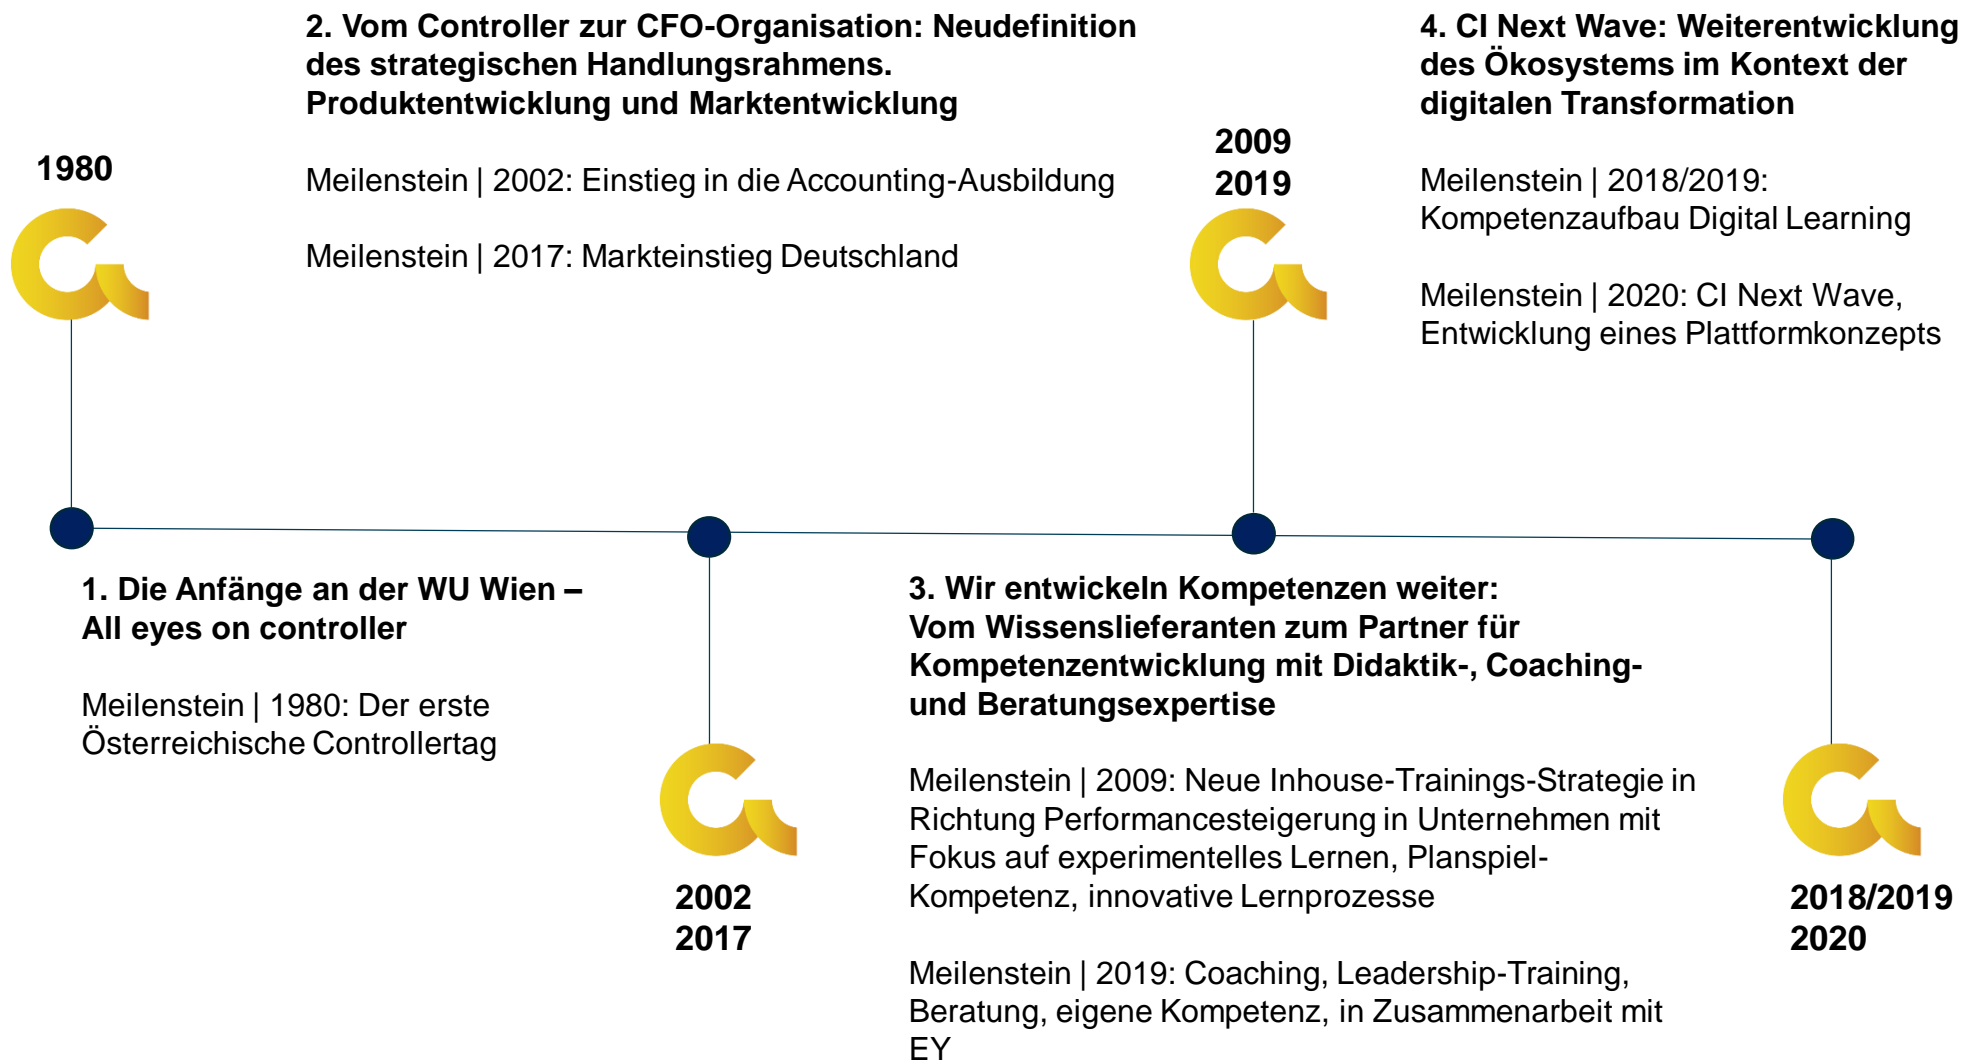 1980
1. Die Anfänge an der WU Wien –
All eyes on controller
Meilenstein | 1980: Der erste
Österreichische Controllertag
2. Vom Controller zur CFO-Organisation: Neudefinition
des strategischen Handlungsrahmens.
Produktentwicklung und Marktentwicklung
Meilenstein | 2002: Einstieg in die Accounting-Ausbildung
Meilenstein | 2017: Markteinstieg Deutschland
2002
2017
2009
2019
3. Wir entwickeln Kompetenzen weiter:
Vom Wissenslieferanten zum Partner für
Kompetenzentwicklung mit Didaktik-, Coaching-
und Beratungsexpertise
Meilenstein | 2009: Neue Inhouse-Trainings-Strategie in
Richtung Performancesteigerung in Unternehmen mit
Fokus auf experimentelles Lernen, Planspiel-
Kompetenz, innovative Lernprozesse
Meilenstein | 2019: Coaching, Leadership-Training,
Beratung, eigene Kompetenz, in Zusammenarbeit mit
EY
4. CI Next Wave: Weiterentwicklung
des Ökosystems im Kontext der
digitalen Transformation
Meilenstein | 2018/2019:
Kompetenzaufbau Digital Learning
Meilenstein | 2020: CI Next Wave,
Entwicklung eines Plattformkonzepts
2018/2019
2020